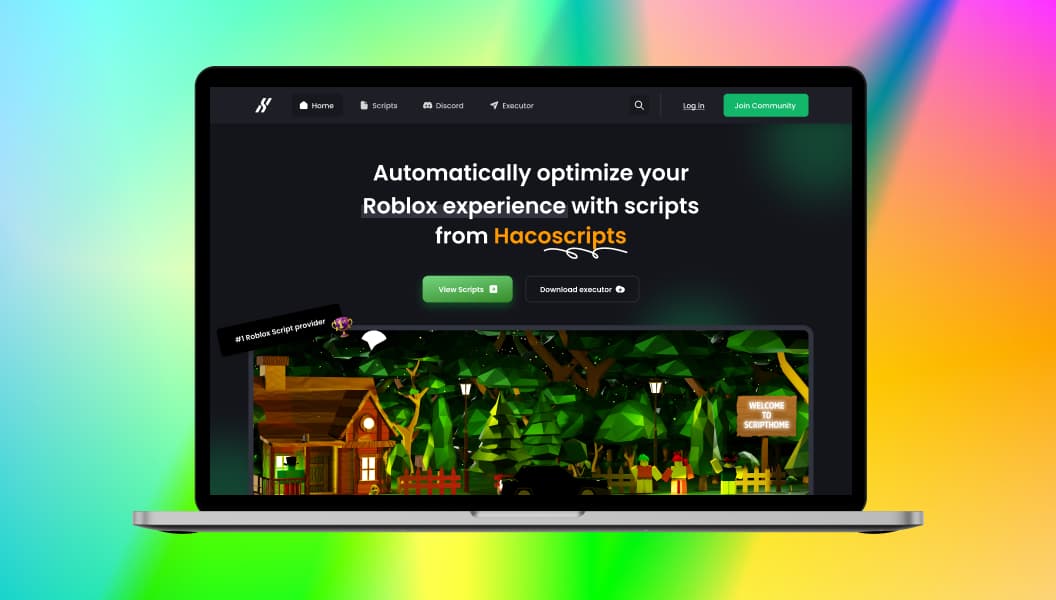 Home
Scripts
Discord
Executor
Log in
Join Community
Automatically optimize your
Roblox experience with scripts
from Hacoscripts
View Scripts
Download executor
#1 Roblox Script provider
WELCOME
TO
SCRIPTHOME